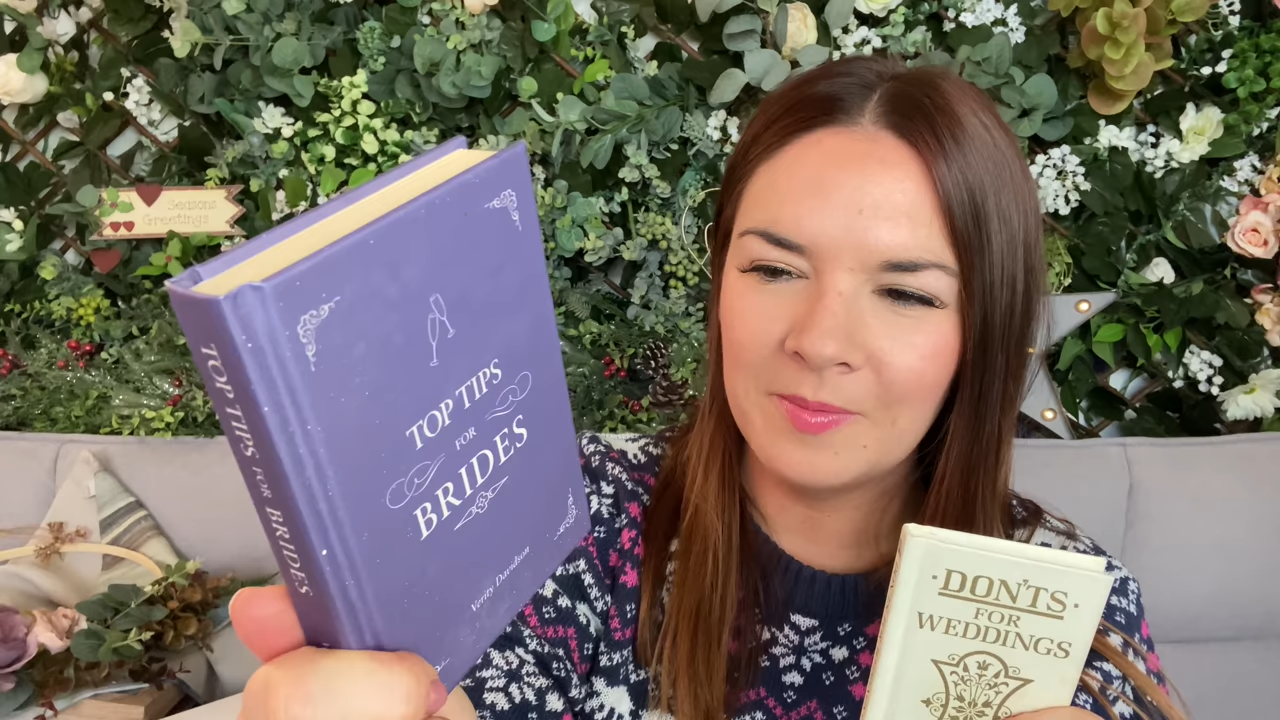 Seasons
Greetings
TOP TIPS FOR BRIDES
TOP TIPS
FOR
BRIDES
Verity Davidson
·DON'TS·
FOR
WEDDINGS